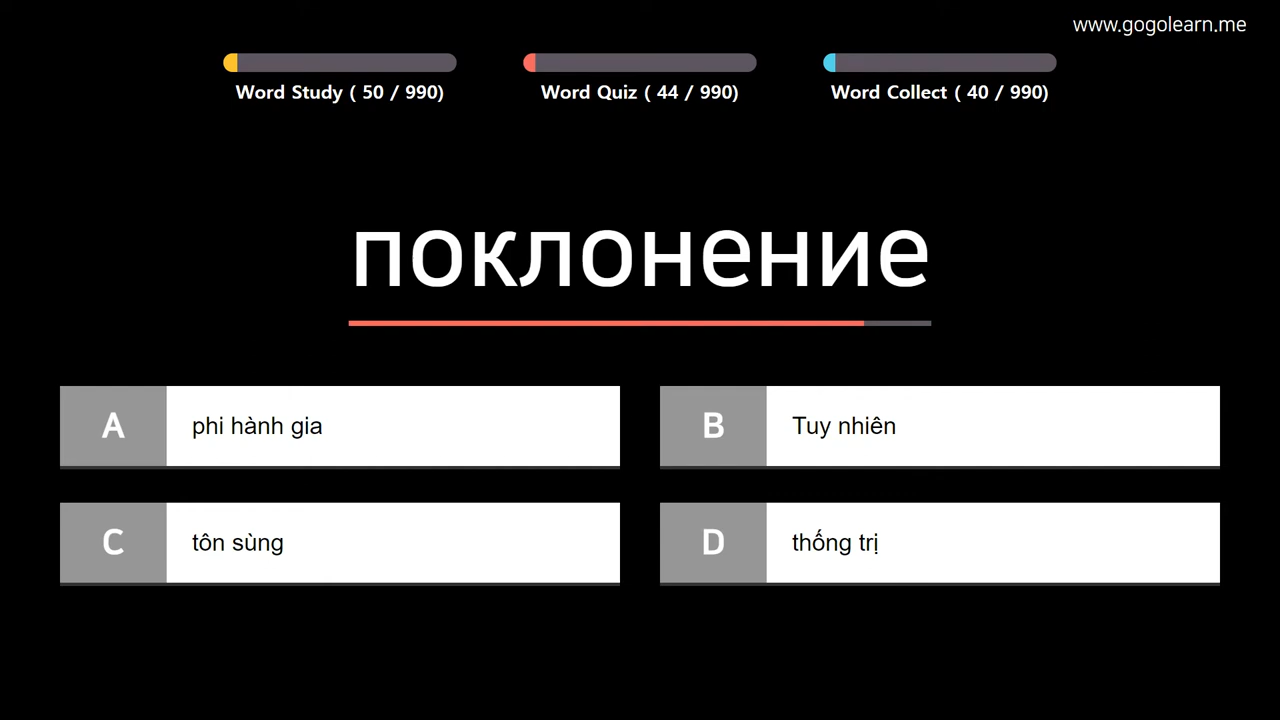 www.gogolearn.me
Word Study ( 50 / 990)
Word Quiz ( 44 / 990)
Word Collect ( 40 / 990)
поклонение
A phi hành gia
B Tuy nhiên
C tôn sùng
D thống trị